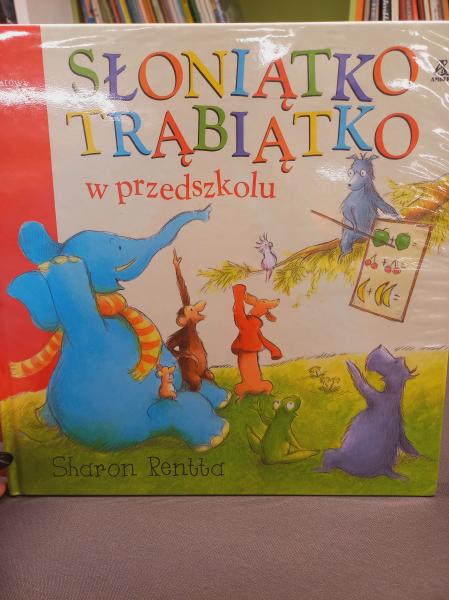 SŁONIĄTKO
TRĄBIĄTKO
w przedszkolu
Sharon Rentta